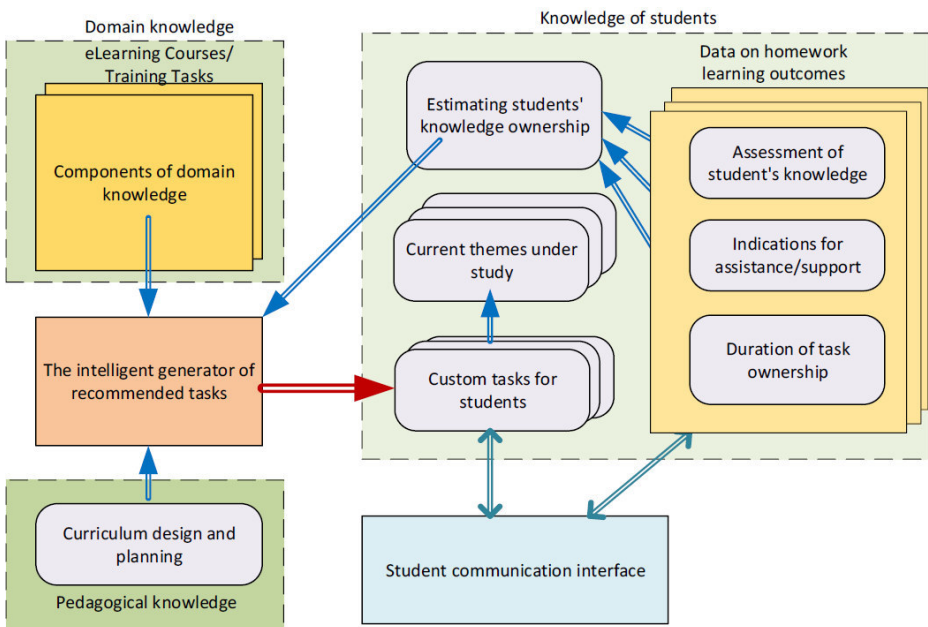 Domain knowledge
eLearning Courses/
Training Tasks
Components of domain
knowledge
The intelligent generator of
recommended tasks
Curriculum design and
planning
Pedagogical knowledge
Knowledge of students
Estimating students'
knowledge ownership
Current themes under
study
Custom tasks for
students
Data on homework
learning outcomes
Assessment of
student's knowledge
Indications for
assistance/support
Duration of task
ownership
Student communication interface